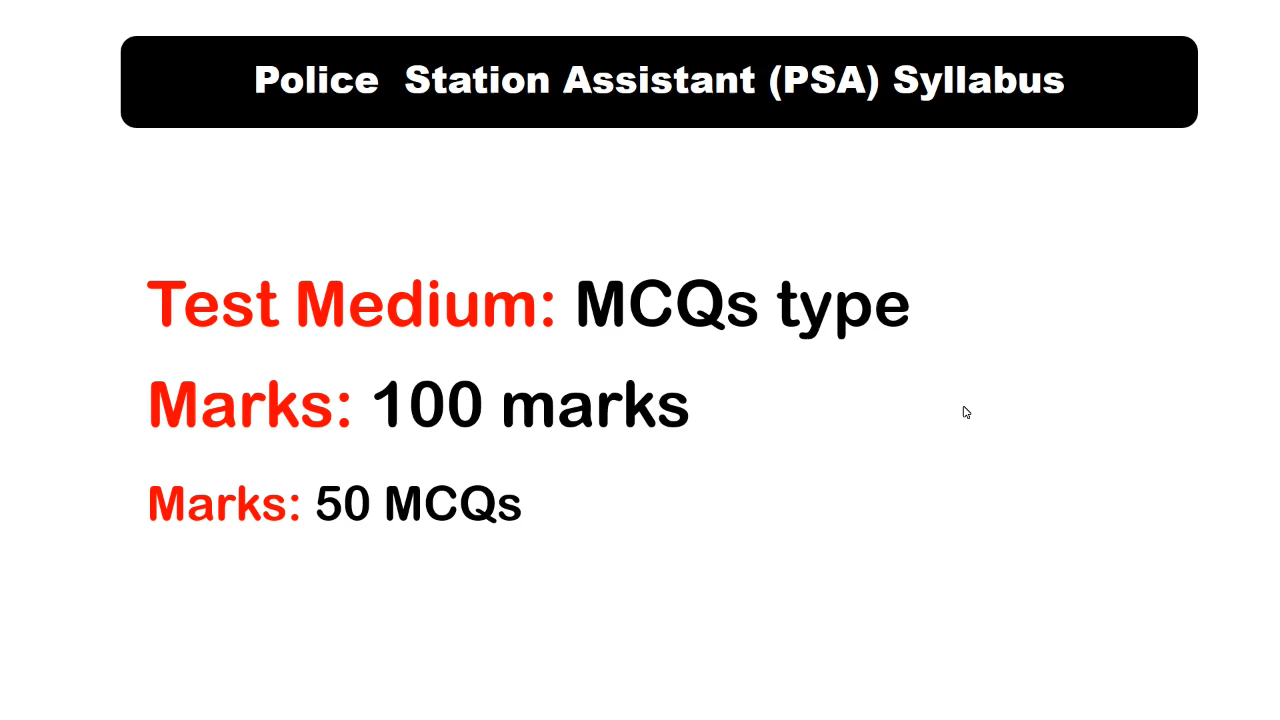 Police Station Assistant (PSA) Syllabus
Test Medium: MCQs type
Marks: 100 marks
Marks: 50 MCQs